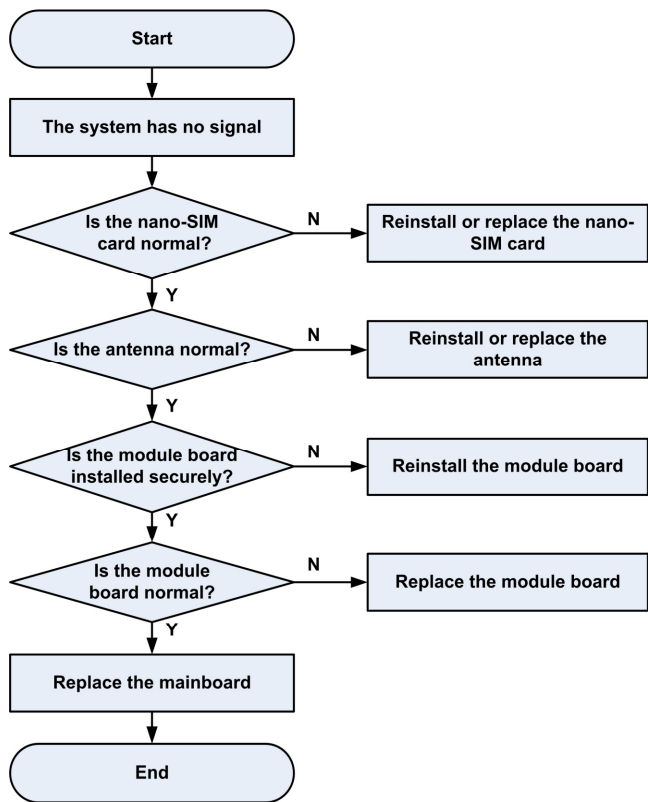 Start
The system has no signal
Is the nano-SIM
card normal?
N
Reinstall or replace the nano-
SIM card
Y
Is the antenna normal?
N
Reinstall or replace the
antenna
Y
Is the module board
installed securely?
N
Reinstall the module board
Y
Is the module
board normal?
N
Replace the module board
Y
Replace the mainboard
End